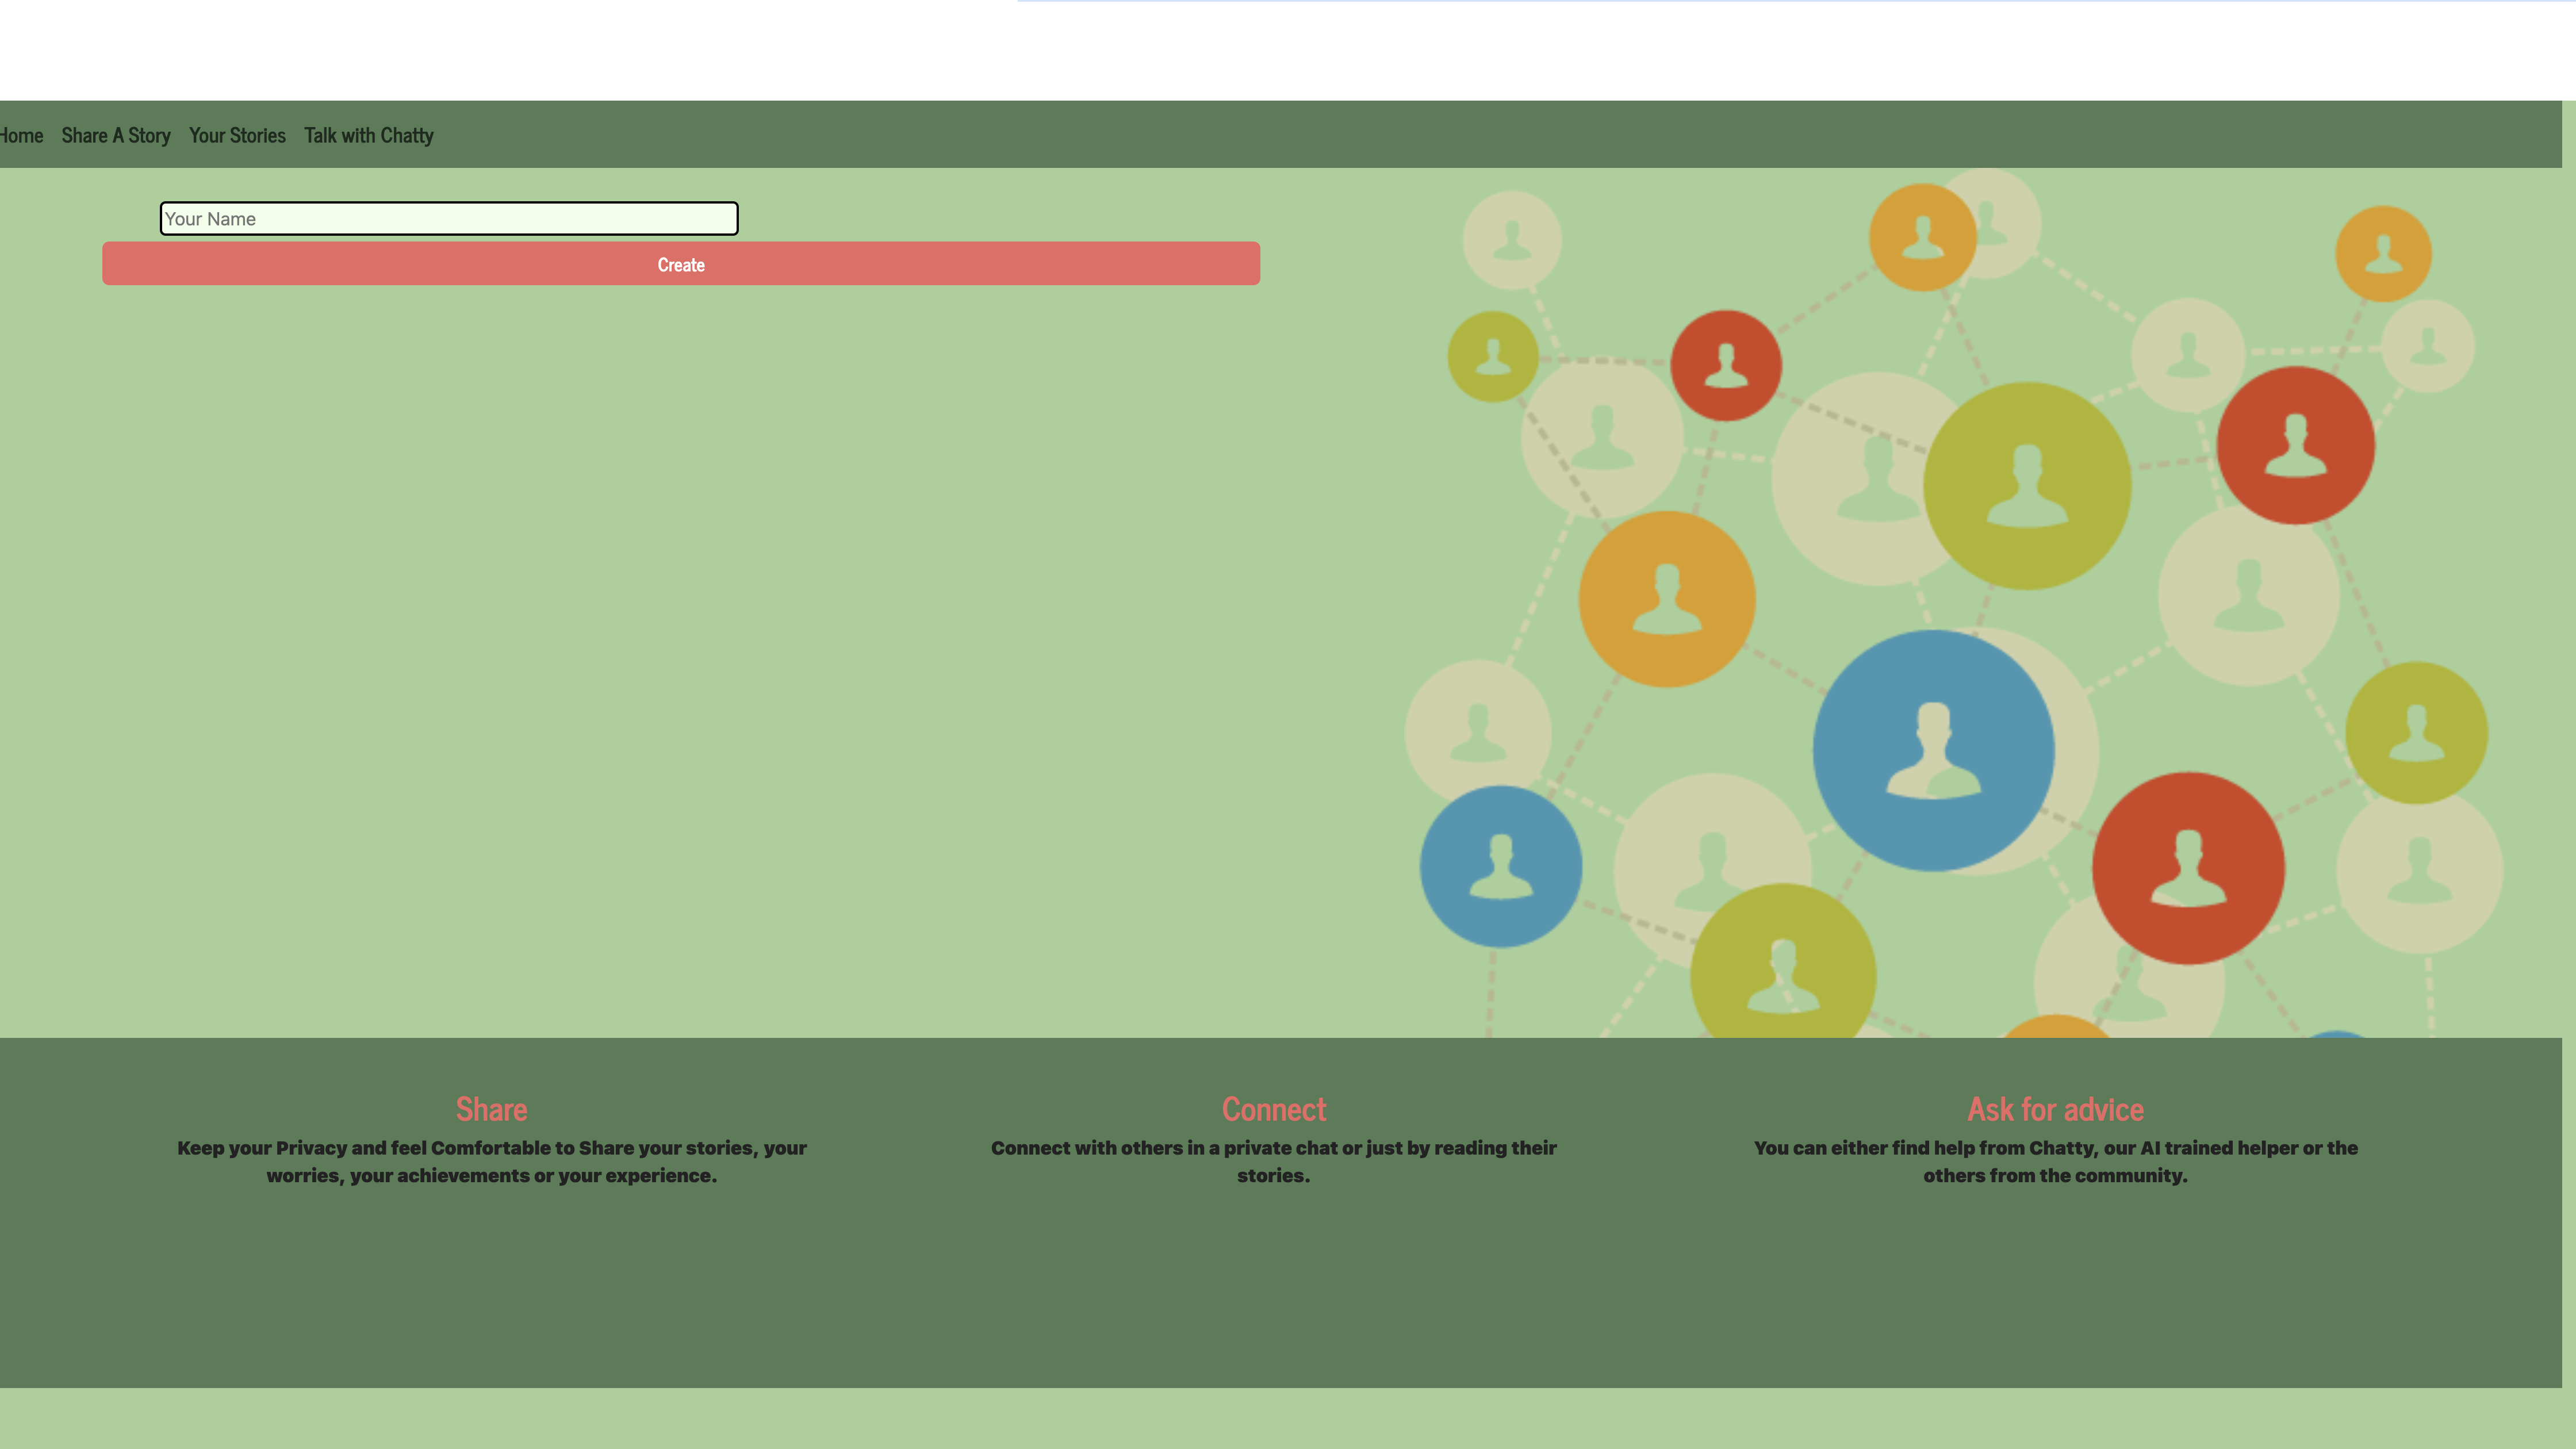 Home Share A Story Your Stories Talk with Chatty
Your Name
Create
Share
Keep your Privacy and feel Comfortable to Share your stories, your
worries, your achievements or your experience.
Connect
Connect with others in a private chat or just by reading their
stories.
Ask for advice
You can either find help from Chatty, our AI trained helper or the
others from the community.